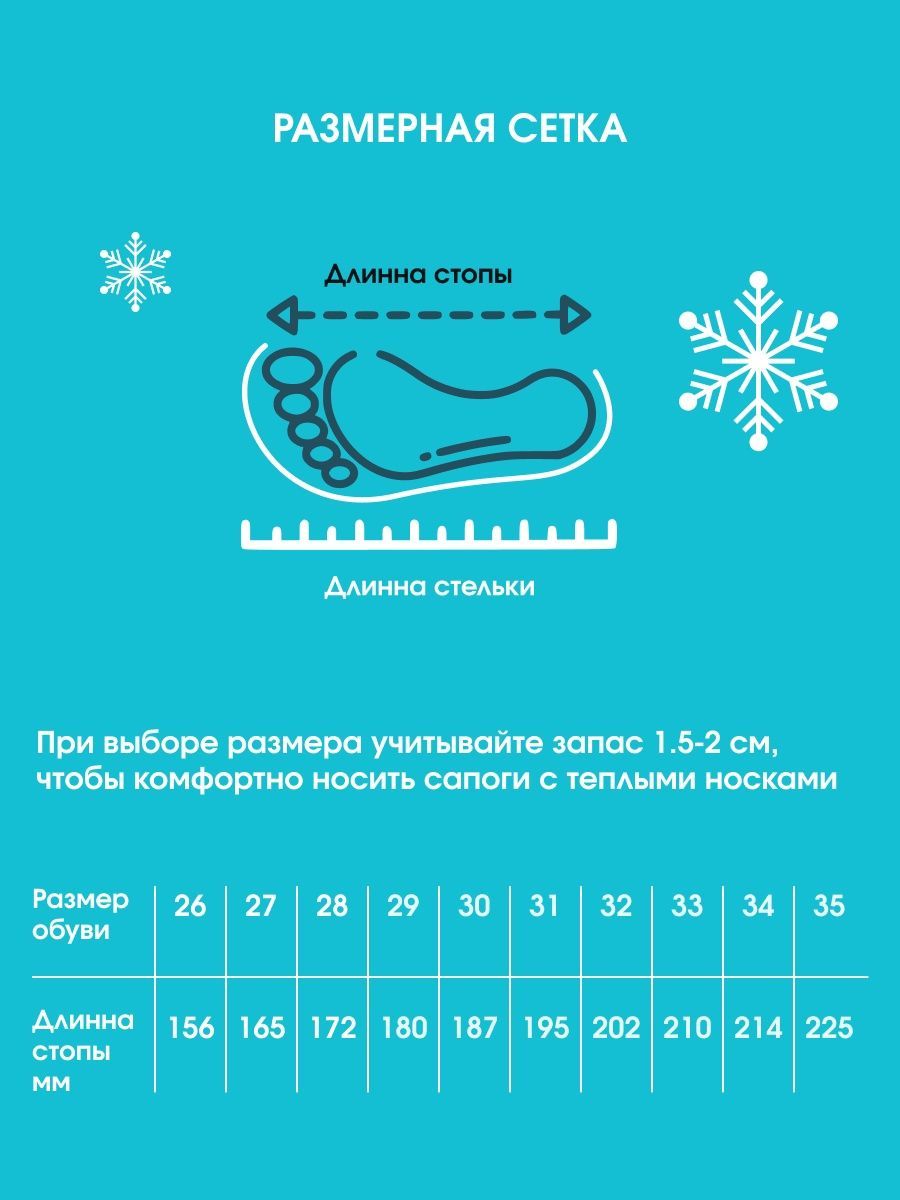 РАЗМЕРНАЯ СЕТКА
Длинна стопы
Длинна стельки
При выборе размера учитывайте запас 1.5-2 см,
чтобы комфортно носить сапоги с теплыми носками
Размер
обуви
26 27 28 29 30 31 32 33 34 35
Длинна
стопы
мм
156 165 172 180 187 195 202 210 214 225